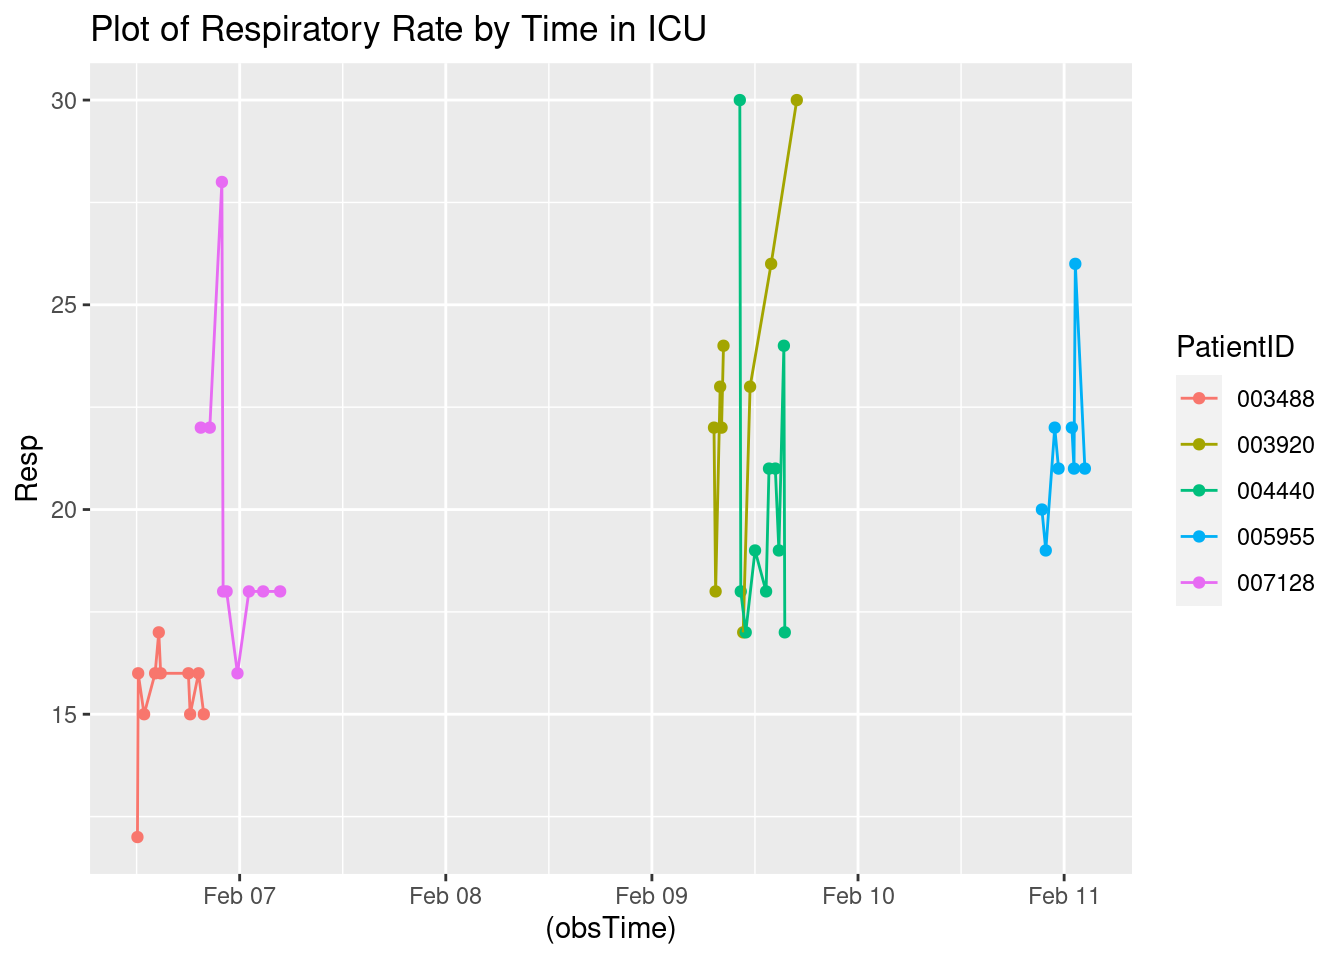 Plot of Respiratory Rate by Time in ICU
30
25
20
15
Resp
Feb 07
Feb 08
Feb 09
Feb 10
Feb 11
(obsTime)
PatientID
003488
003920
004440
005955
007128